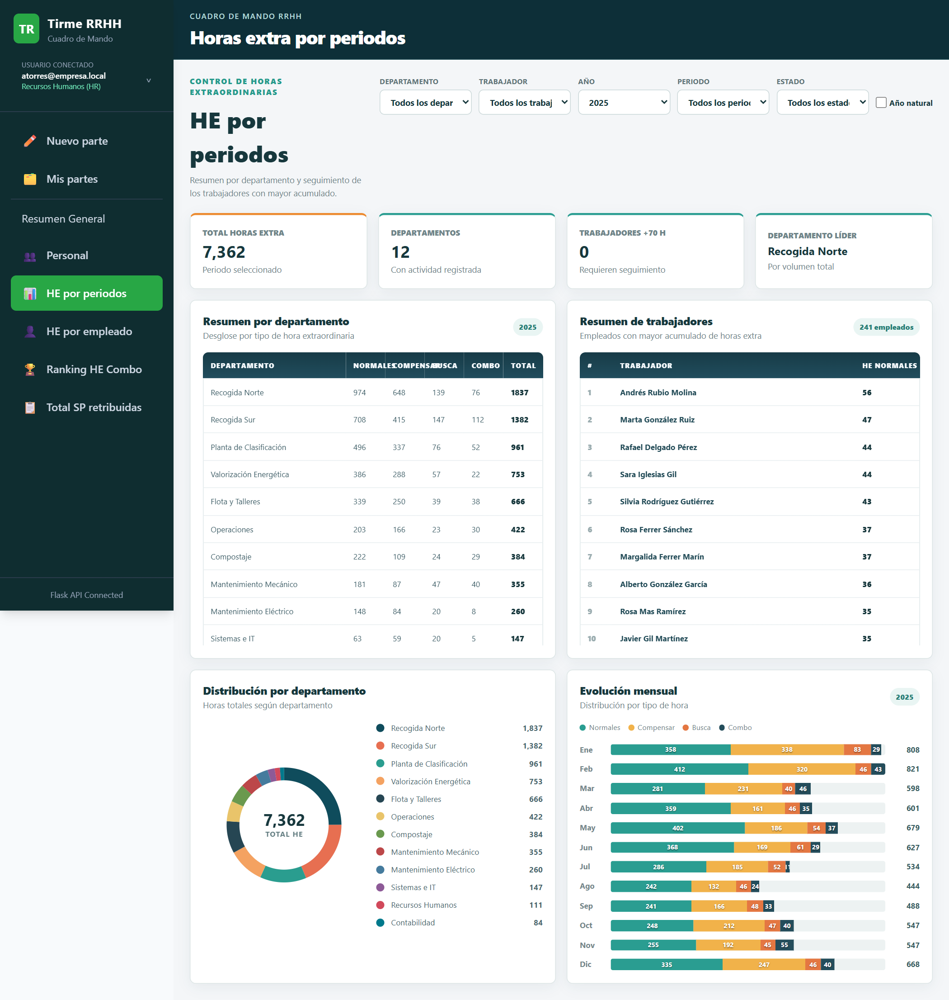 TR
Tirme RRHH
Cuadro de Mando
USUARIO CONECTADO
atorres@empresa.local
Recursos Humanos (HR)
v
Nuevo parte
Mis partes
Resumen General
Personal
HE por periodos
HE por empleado
Ranking HE Combo
Total SP retribuidas
Flask API Connected
CUADRO DE MANDO RRHH
Horas extra por periodos
CONTROL DE HORAS
EXTRAORDINARIAS
HE por
periodos
Resumen por departamento y seguimiento de
los trabajadores con mayor acumulado.
DEPARTAMENTO TRABAJADOR AÑO PERIODO ESTADO
Todos los depar Todos los trabaj 2025 Todos los perio Todos los estad Año natural
TOTAL HORAS EXTRA
7,362
Periodo seleccionado
DEPARTAMENTOS
12
Con actividad registrada
TRABAJADORES +70 H
0
Requieren seguimiento
DEPARTAMENTO LÍDER
Recogida Norte
Por volumen total
Resumen por departamento
Desglose por tipo de hora extraordinaria
2025
DEPARTAMENTO NORMALES COMPENSAR BUSCA COMBO TOTAL
Recogida Norte 974 648 139 76 1837
Recogida Sur 708 415 147 112 1382
Planta de Clasificación 496 337 76 52 961
Valorización Energética 386 288 57 22 753
Flota y Talleres 339 250 39 38 666
Operaciones 203 166 23 30 422
Compostaje 222 109 24 29 384
Mantenimiento Mecánico 181 87 47 40 355
Mantenimiento Eléctrico 148 84 20 8 260
Sistemas e IT 63 59 20 5 147
Resumen de trabajadores
Empleados con mayor acumulado de horas extra
241 empleados
# TRABAJADOR HE NORMALES
1 Andrés Rubio Molina 56
2 Marta González Ruiz 47
3 Rafael Delgado Pérez 44
4 Sara Iglesias Gil 44
5 Silvia Rodríguez Gutiérrez 43
6 Rosa Ferrer Sánchez 37
7 Margalida Ferrer Marín 37
8 Alberto González García 36
9 Rosa Mas Ramírez 35
10 Javier Gil Martínez 35
Distribución por departamento
Horas totales según departamento
7,362
TOTAL HE
Recogida Norte 1,837
Recogida Sur 1,382
Planta de Clasificación 961
Valorización Energética 753
Flota y Talleres 666
Operaciones 422
Compostaje 384
Mantenimiento Mecánico 355
Mantenimiento Eléctrico 260
Sistemas e IT 147
Recursos Humanos 111
Contabilidad 84
Evolución mensual
Distribución por tipo de hora
2025
Normales Compensar Busca Combo
Ene 358 338 83 29 808
Feb 412 320 46 43 821
Mar 281 231 40 46 598
Abr 359 161 46 35 601
May 402 186 54 37 679
Jun 368 169 61 29 627
Jul 286 185 52 11 534
Ago 242 132 46 24 444
Sep 241 166 48 33 488
Oct 248 212 47 40 547
Nov 255 192 45 55 547
Dic 335 247 46 40 668